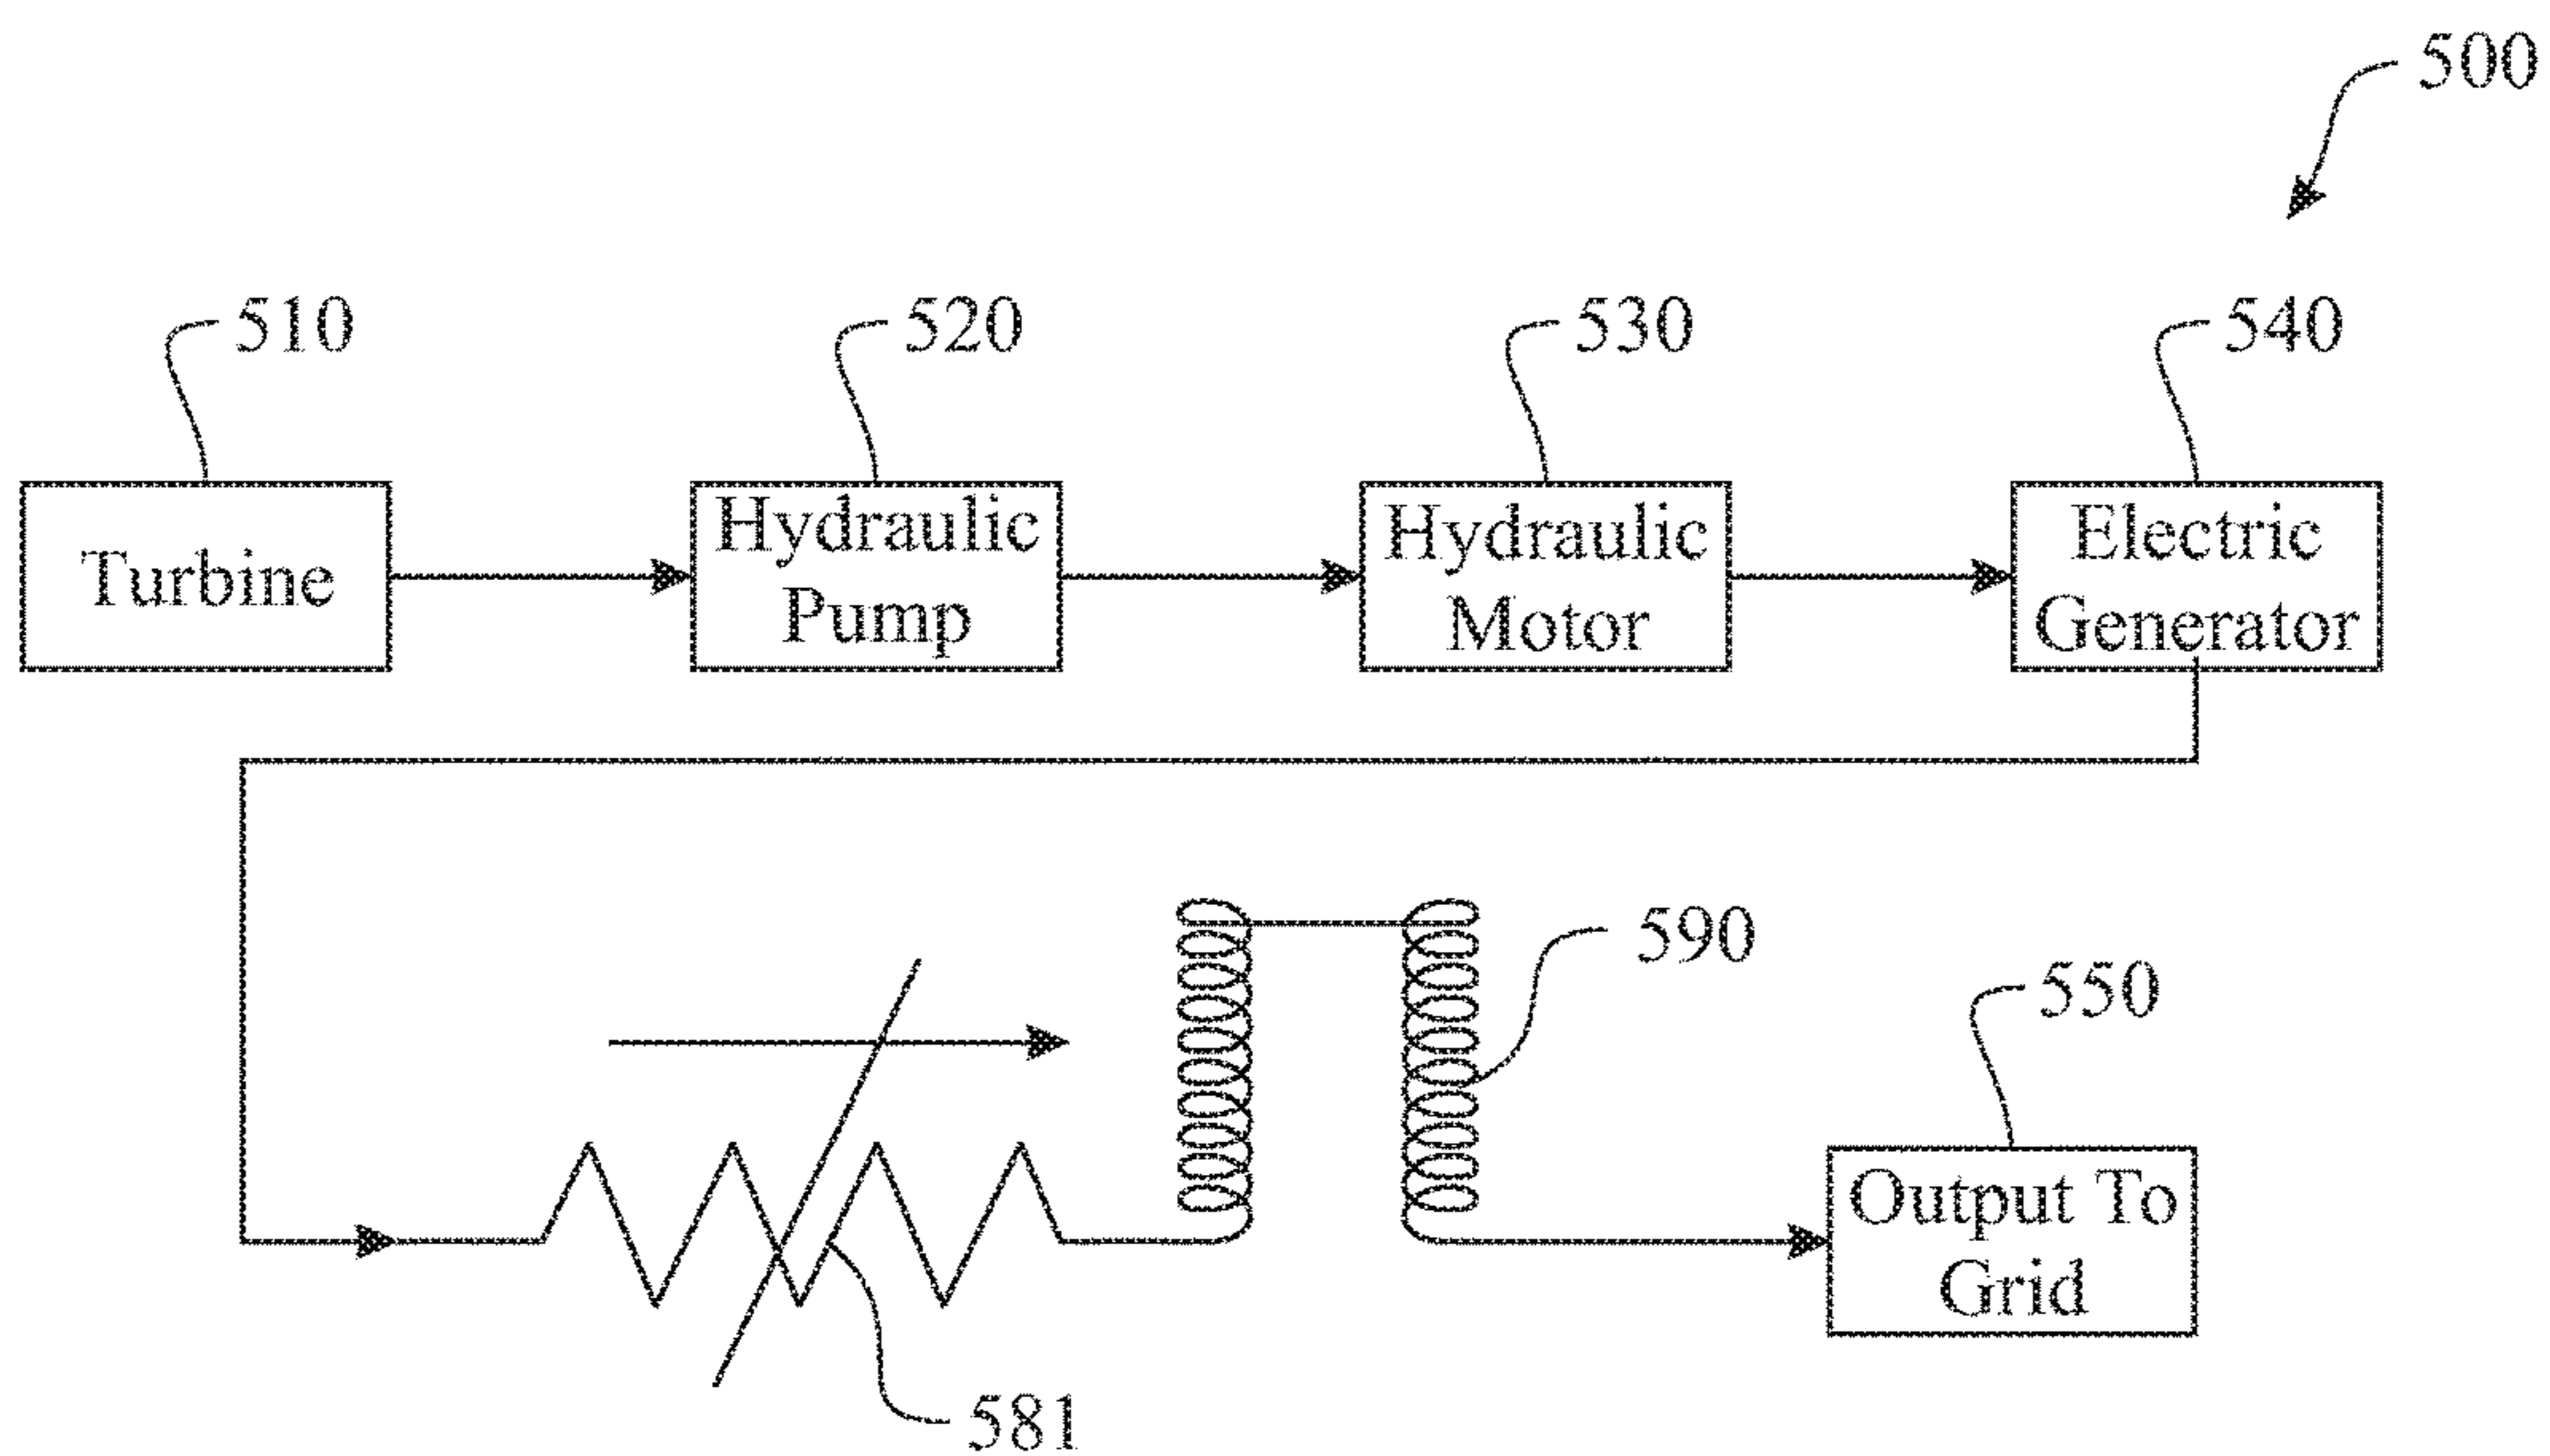 500
510
520
530
540
Turbine
Hydraulic
Pump
Hydraulic
Motor
Electric
Generator
590
550
Output To
Grid
581